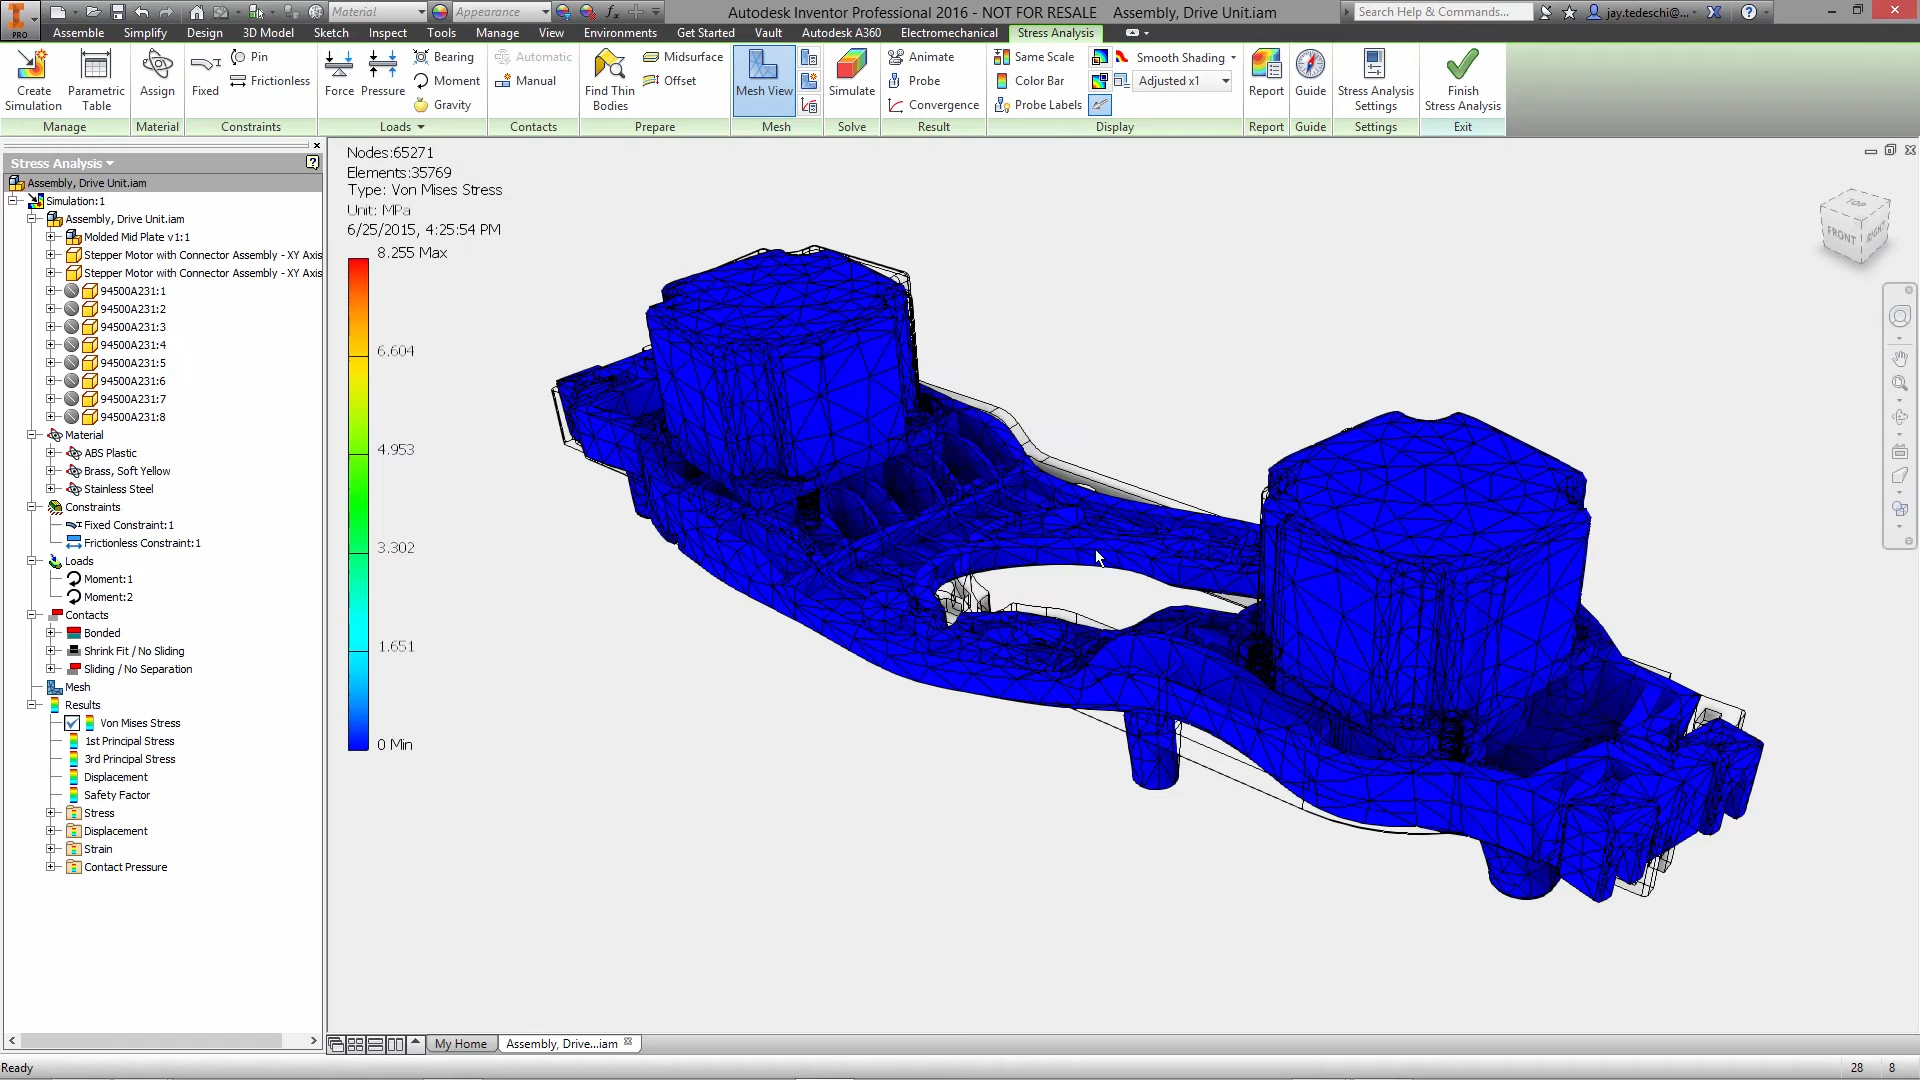 Material
Appearance
Autodesk Inventor Professional 2016 - NOT FOR RESALE Assembly, Drive Unit.iam
Search Help & Commands...
jay.tedeschi@...
PRO
Assemble Simplify Design 3D Model Sketch Inspect Tools Manage View Environments Get Started Vault Autodesk A360 Electromechanical Stress Analysis
Create Simulation
Parametric Table
Manage
Assign
Material
Fixed
Pin
Frictionless
Constraints
Force
Pressure
Bearing
Moment
Gravity
Loads
Automatic
Manual
Contacts
Find Thin Bodies
Midsurface
Offset
Prepare
Mesh View
Mesh
Simulate
Solve
Animate
Probe
Convergence
Result
Same Scale
Color Bar
Probe Labels
Smooth Shading
Adjusted x1
Display
Report
Report
Guide
Guide
Stress Analysis Settings
Settings
Finish Stress Analysis
Exit
Stress Analysis
Assembly, Drive Unit.iam
Simulation:1
Assembly, Drive Unit.iam
Molded Mid Plate v1:1
Stepper Motor with Connector Assembly - XY Axis
Stepper Motor with Connector Assembly - XY Axis
94500A231:1
94500A231:2
94500A231:3
94500A231:4
94500A231:5
94500A231:6
94500A231:7
94500A231:8
Material
ABS Plastic
Brass, Soft Yellow
Stainless Steel
Constraints
Fixed Constraint:1
Frictionless Constraint:1
Loads
Moment:1
Moment:2
Contacts
Bonded
Shrink Fit / No Sliding
Sliding / No Separation
Mesh
Results
Von Mises Stress
1st Principal Stress
3rd Principal Stress
Displacement
Safety Factor
Stress
Displacement
Strain
Contact Pressure
Nodes:65271
Elements:35769
Type: Von Mises Stress
Unit: MPa
6/25/2015, 4:25:54 PM
8.255 Max
6.604
4.953
3.302
1.651
0 Min
TOP
FRONT
RIGHT
My Home
Assembly, Drive...iam
Ready
28 8